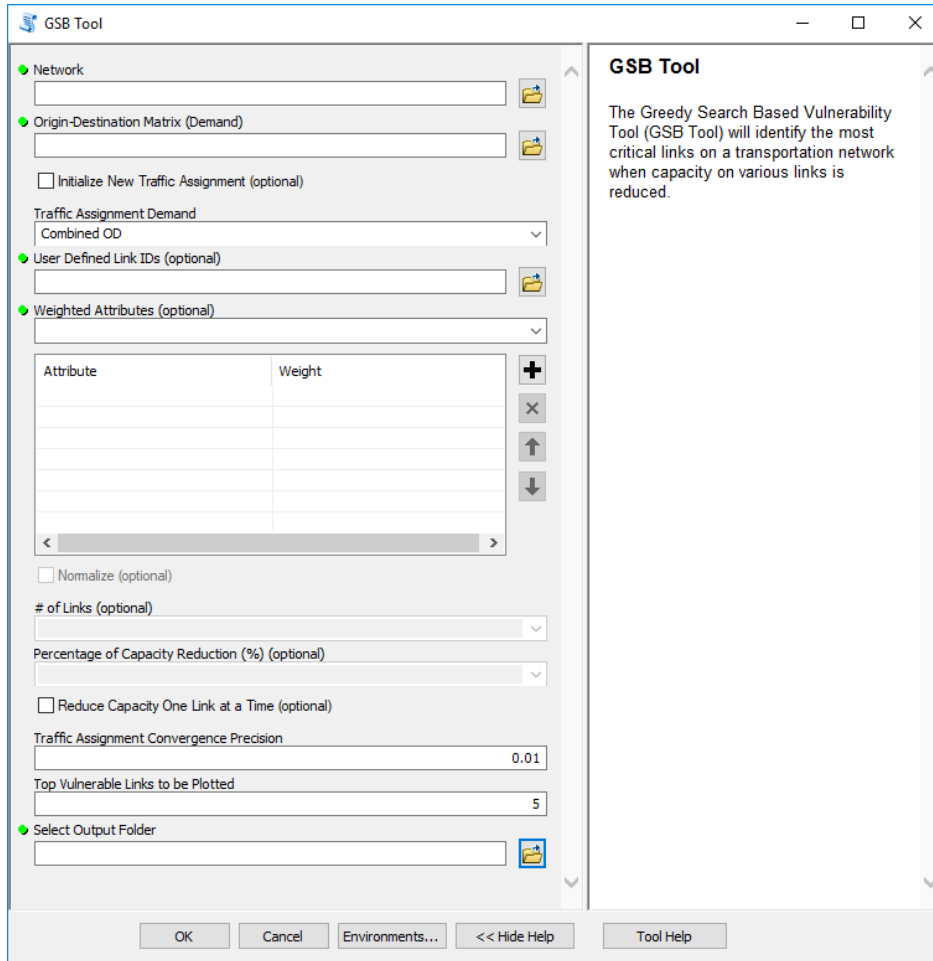 GSB Tool
Network
Origin-Destination Matrix (Demand)
Initialize New Traffic Assignment (optional)
Traffic Assignment Demand
Combined OD
User Defined Link IDs (optional)
Weighted Attributes (optional)
Attribute Weight
Normalize (optional)
# of Links (optional)
Percentage of Capacity Reduction (%) (optional)
Reduce Capacity One Link at a Time (optional)
Traffic Assignment Convergence Precision
0.01
Top Vulnerable Links to be Plotted
5
Select Output Folder
GSB Tool
The Greedy Search Based Vulnerability
Tool (GSB Tool) will identify the most
critical links on a transportation network
when capacity on various links is
reduced.
OK Cancel Environments... << Hide Help Tool Help